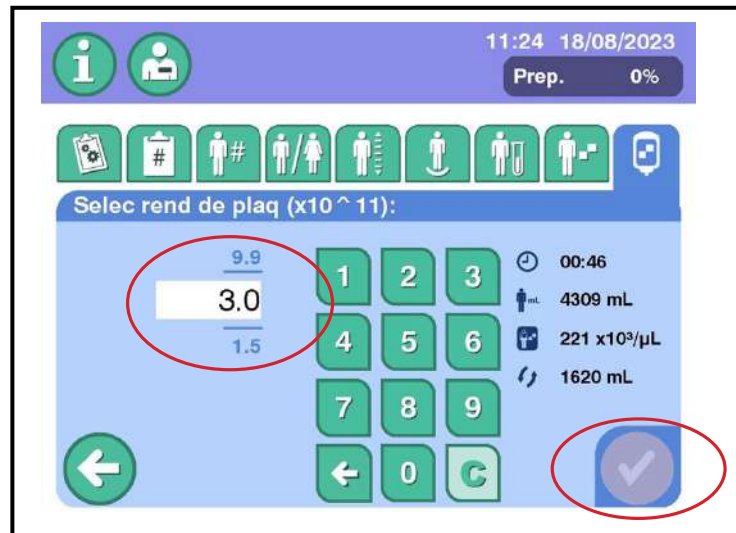 11:24 18/08/2023
Prep. 0%
# # /
Selec rend de plaq (x10^11):
9.9
3.0
1.5
1 2 3
4 5 6
7 8 9
0 C
00:46
mL 4309 mL
221 x10³/µL
1620 mL